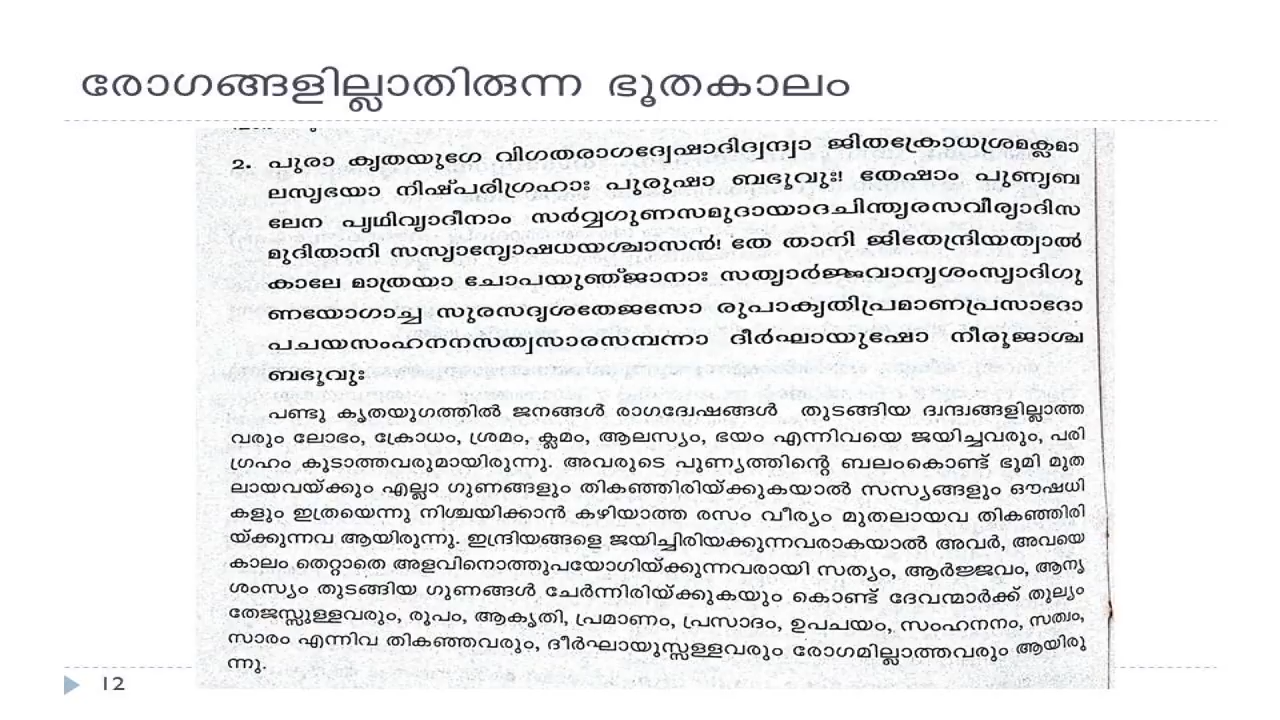 രോഗങ്ങളില്ലാതിരുന്ന ഭൂതകാലം
2. പുരാ കൃതയുഗേ വിഗതരാഗദ്വേഷാദിദ്വന്ദ്വാ ജിതക്രോധശ്രമക്ലമാ
ലസ്യഭയാ നിഷ്പരിഗ്രഹാഃ പുരുഷാ ബഭൂവുഃ! തേഷാം പുണ്യബ
ലേന പൃഥിവ്യാദീനാം സർവ്വഗുണസമുദായാദചിന്ത്യരസവീര്യാദിസ
മുദിതാനി സസ്യാന്യോഷധയശ്ചാസൻ! തേ താനി ജിതേന്ദ്രിയത്വാൽ
കാലേ മാത്രയാ ചോപയുഞ്ജാനാഃ സത്യാർജ്ജവാനൃശംസ്യാദിഗു
ണയോഗാച്ച സുരസദൃശതേജസോ രുപാകൃതിപ്രമാണപ്രസാദോ
പചയസംഹനനസത്വസാരസമ്പന്നാ ദീർഘായുഷോ നീരുജാശ്ച
ബഭൂവുഃ
പണ്ടു കൃതയുഗത്തിൽ ജനങ്ങൾ രാഗദ്വേഷങ്ങൾ തുടങ്ങിയ ദ്വന്ദ്വങ്ങളില്ലാത്ത
വരും ലോഭം, ക്രോധം, ശ്രമം, ക്ലമം, ആലസ്യം, ഭയം എന്നിവയെ ജയിച്ചവരും, പരി
ഗ്രഹം കൂടാത്തവരുമായിരുന്നു. അവരുടെ പുണ്യത്തിന്റെ ബലംകൊണ്ട് ഭൂമി മുത
ലായവയ്ക്കും എല്ലാ ഗുണങ്ങളും തികഞ്ഞിരിയ്ക്കുകയാൽ സസ്യങ്ങളും ഔഷധി
കളും ഇത്രയെന്നു നിശ്ചയിക്കാൻ കഴിയാത്ത രസം വീര്യം മുതലായവ തികഞ്ഞിരി
യ്ക്കുന്നവ ആയിരുന്നു. ഇന്ദ്രിയങ്ങളെ ജയിച്ചിരിയക്കുന്നവരാകയാൽ അവർ, അവയെ
കാലം തെറ്റാതെ അളവിനൊത്തുപയോഗിയ്ക്കുന്നവരായി സത്യം, ആർജ്ജവം, ആനൃ
ശംസ്യം തുടങ്ങിയ ഗുണങ്ങൾ ചേർന്നിരിയ്ക്കുകയും കൊണ്ട് ദേവന്മാർക്ക് തുല്യം
തേജസ്സുള്ളവരും, രൂപം, ആകൃതി, പ്രമാണം, പ്രസാദം, ഉപചയം, സംഹനനം, സത്വം,
സാരം എന്നിവ തികഞ്ഞവരും, ദീർഘായുസ്സുള്ളവരും രോഗമില്ലാത്തവരും ആയിരു
ന്നു.
12